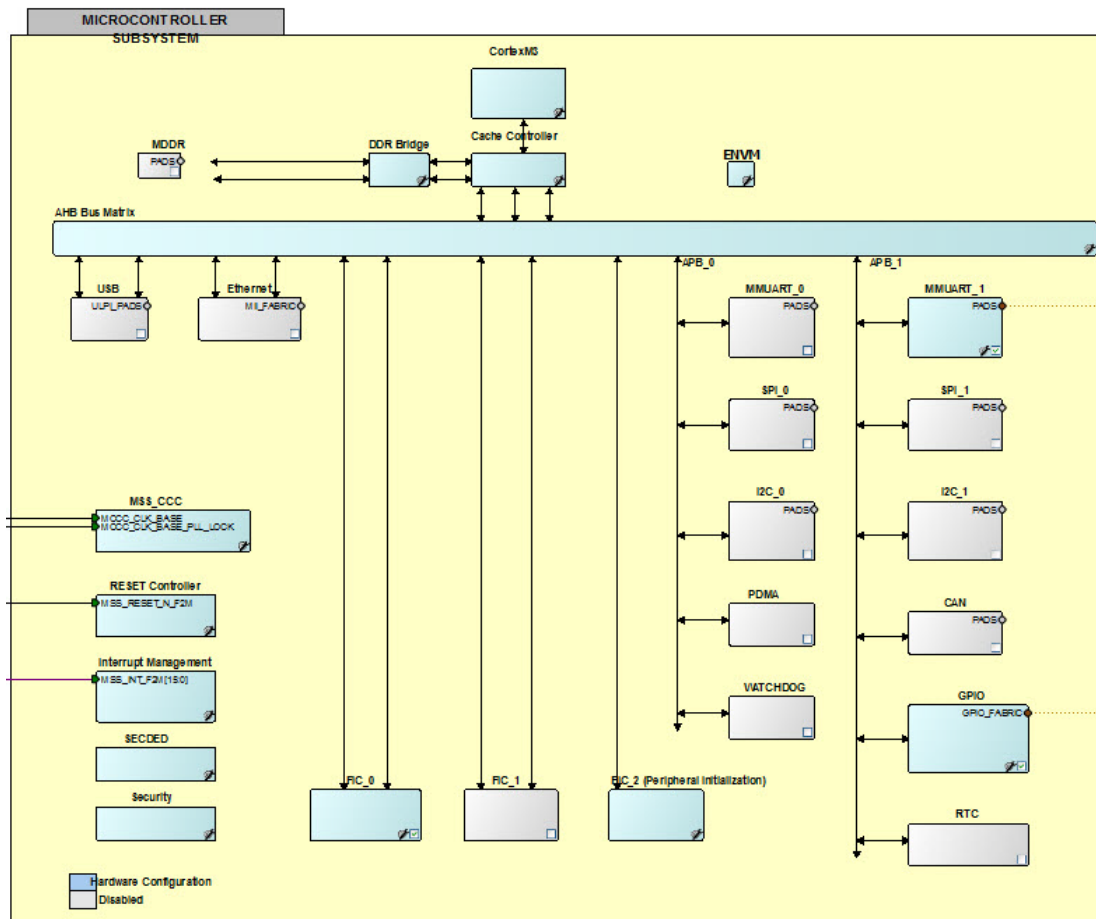 MICROCONTROLLER
SUBSYSTEM
CortexM3
MDDR
PADS
DDR Bridge
Cache Controller
ENVM
AHB Bus Matrix
APB_0
APB_1
USB
ULPI_PADS
Ethernet
MII_FABRIC
MMUART_0
PADS
MMUART_1
PADS
SPI_0
PADS
SPI_1
PADS
I2C_0
PADS
I2C_1
PADS
MSS_CCC
MCCC_CLK_BASE
MCCC_CLK_BASE_PLL_LOCK
RESET Controller
MSS_RESET_N_F2M
PDMA
CAN
PADS
Interrupt Management
MSS_INT_F2M[15:0]
WATCHDOG
GPIO
GPIO_FABRIC
SECDED
FIC_0
FIC_1
FIC_2 (Peripheral Initialization)
Security
RTC
Hardware Configuration
Disabled